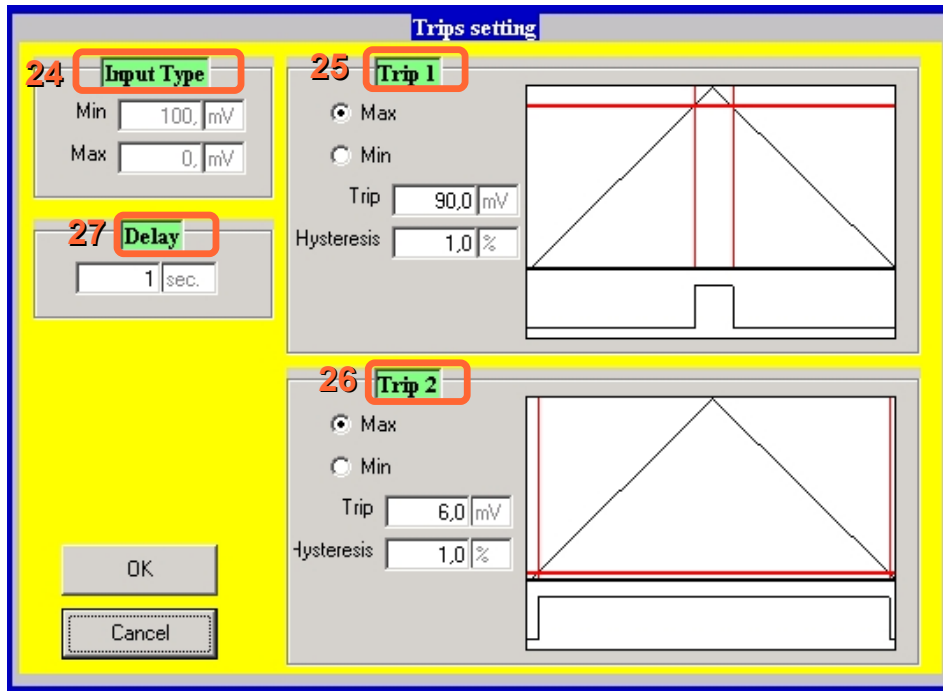 Trips setting
24 Input Type
Min 100, mV
Max 0, mV
27 Delay
1 sec.
25 Trip 1
Max
Min
Trip 90,0 mV
Hysteresis 1,0 %
26 Trip 2
Max
Min
Trip 6,0 mV
Hysteresis 1,0 %
OK
Cancel